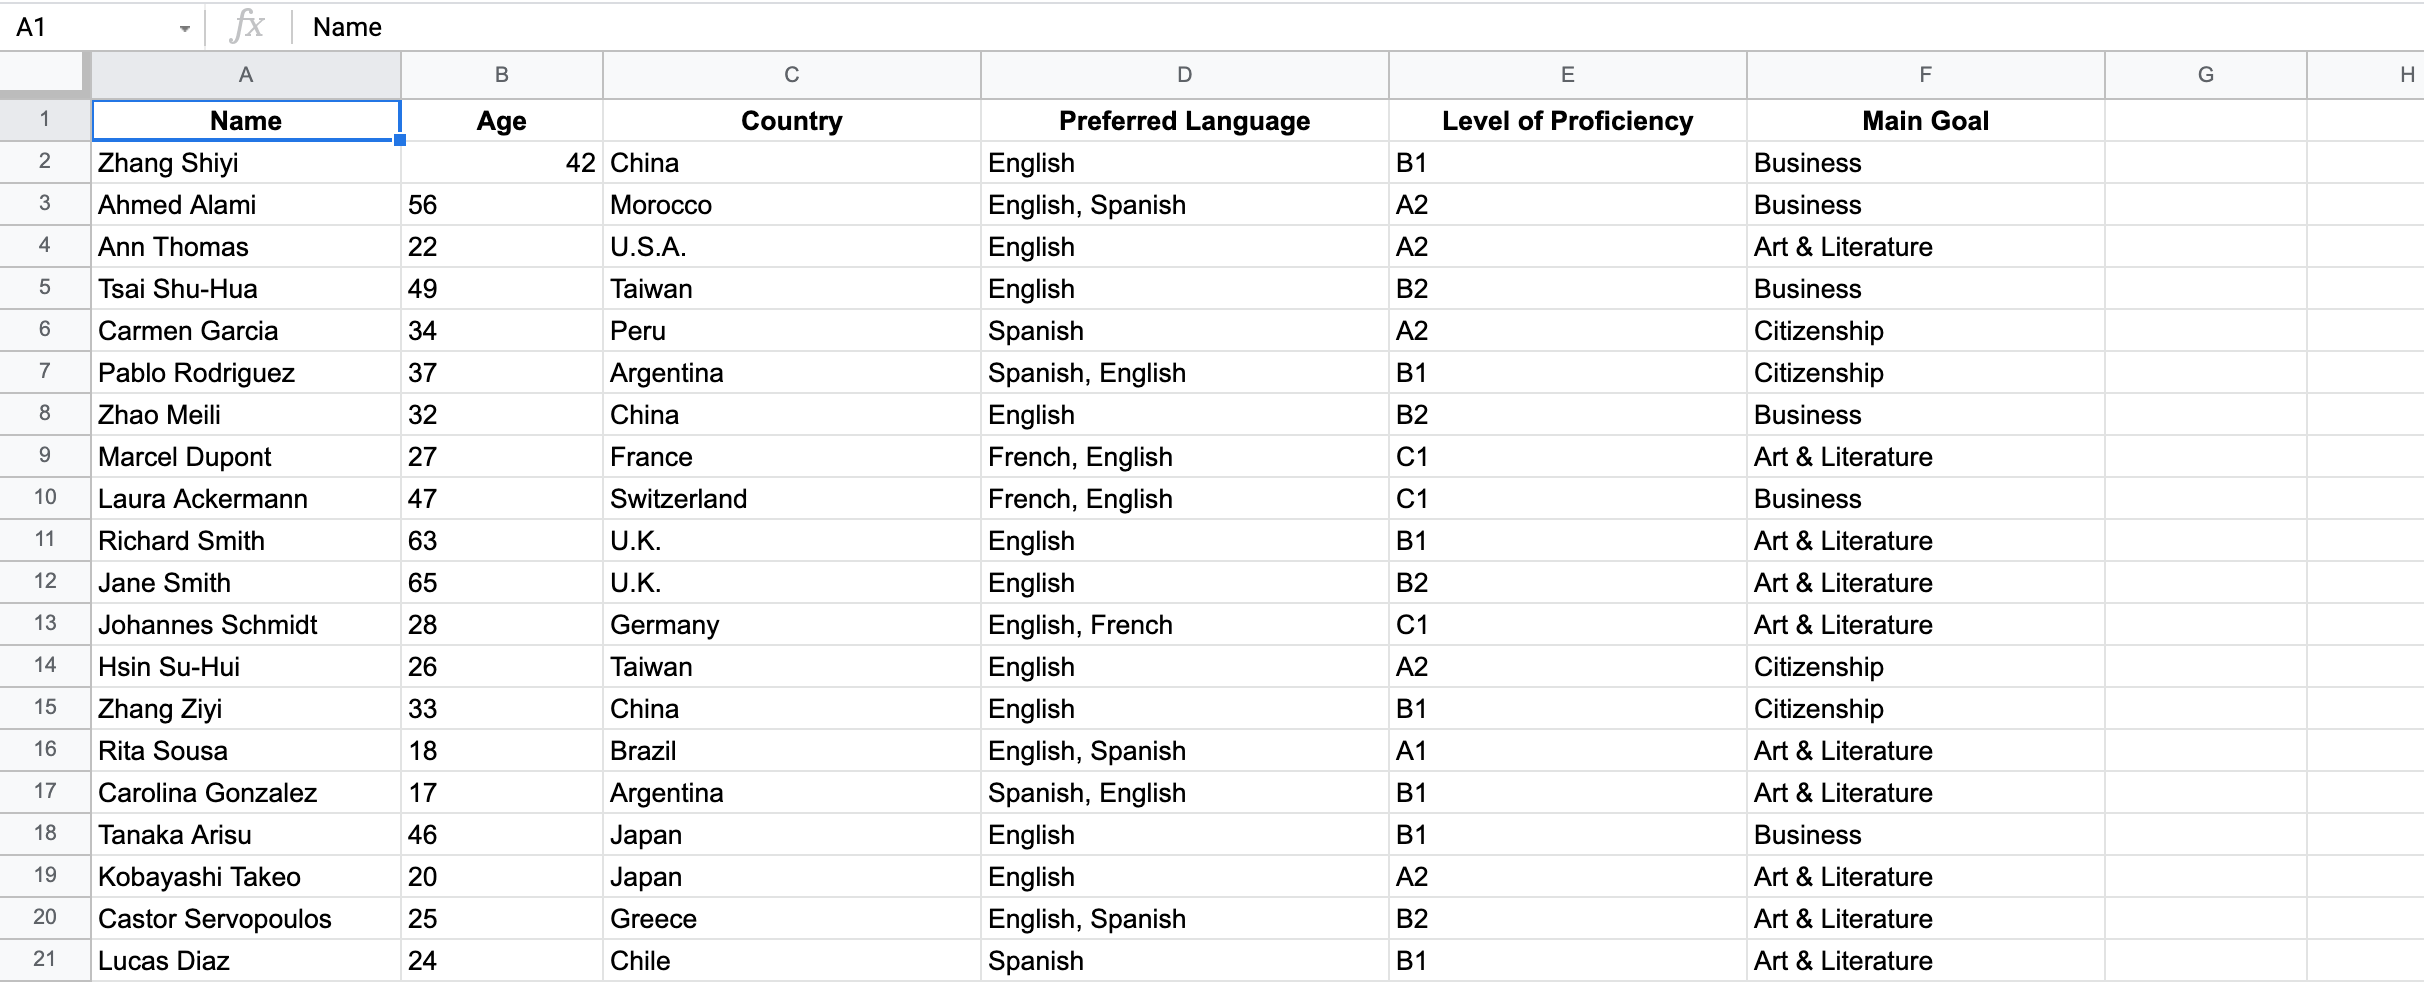 A1 fx Name
A B C D E F G H
1 Name Age Country Preferred Language Level of Proficiency Main Goal
2 Zhang Shiyi 42 China English B1 Business
3 Ahmed Alami 56 Morocco English, Spanish A2 Business
4 Ann Thomas 22 U.S.A. English A2 Art & Literature
5 Tsai Shu-Hua 49 Taiwan English B2 Business
6 Carmen Garcia 34 Peru Spanish A2 Citizenship
7 Pablo Rodriguez 37 Argentina Spanish, English B1 Citizenship
8 Zhao Meili 32 China English B2 Business
9 Marcel Dupont 27 France French, English C1 Art & Literature
10 Laura Ackermann 47 Switzerland French, English C1 Business
11 Richard Smith 63 U.K. English B1 Art & Literature
12 Jane Smith 65 U.K. English B2 Art & Literature
13 Johannes Schmidt 28 Germany English, French C1 Art & Literature
14 Hsin Su-Hui 26 Taiwan English A2 Citizenship
15 Zhang Ziyi 33 China English B1 Citizenship
16 Rita Sousa 18 Brazil English, Spanish A1 Art & Literature
17 Carolina Gonzalez 17 Argentina Spanish, English B1 Art & Literature
18 Tanaka Arisu 46 Japan English B1 Business
19 Kobayashi Takeo 20 Japan English A2 Art & Literature
20 Castor Servopoulos 25 Greece English, Spanish B2 Art & Literature
21 Lucas Diaz 24 Chile Spanish B1 Art & Literature